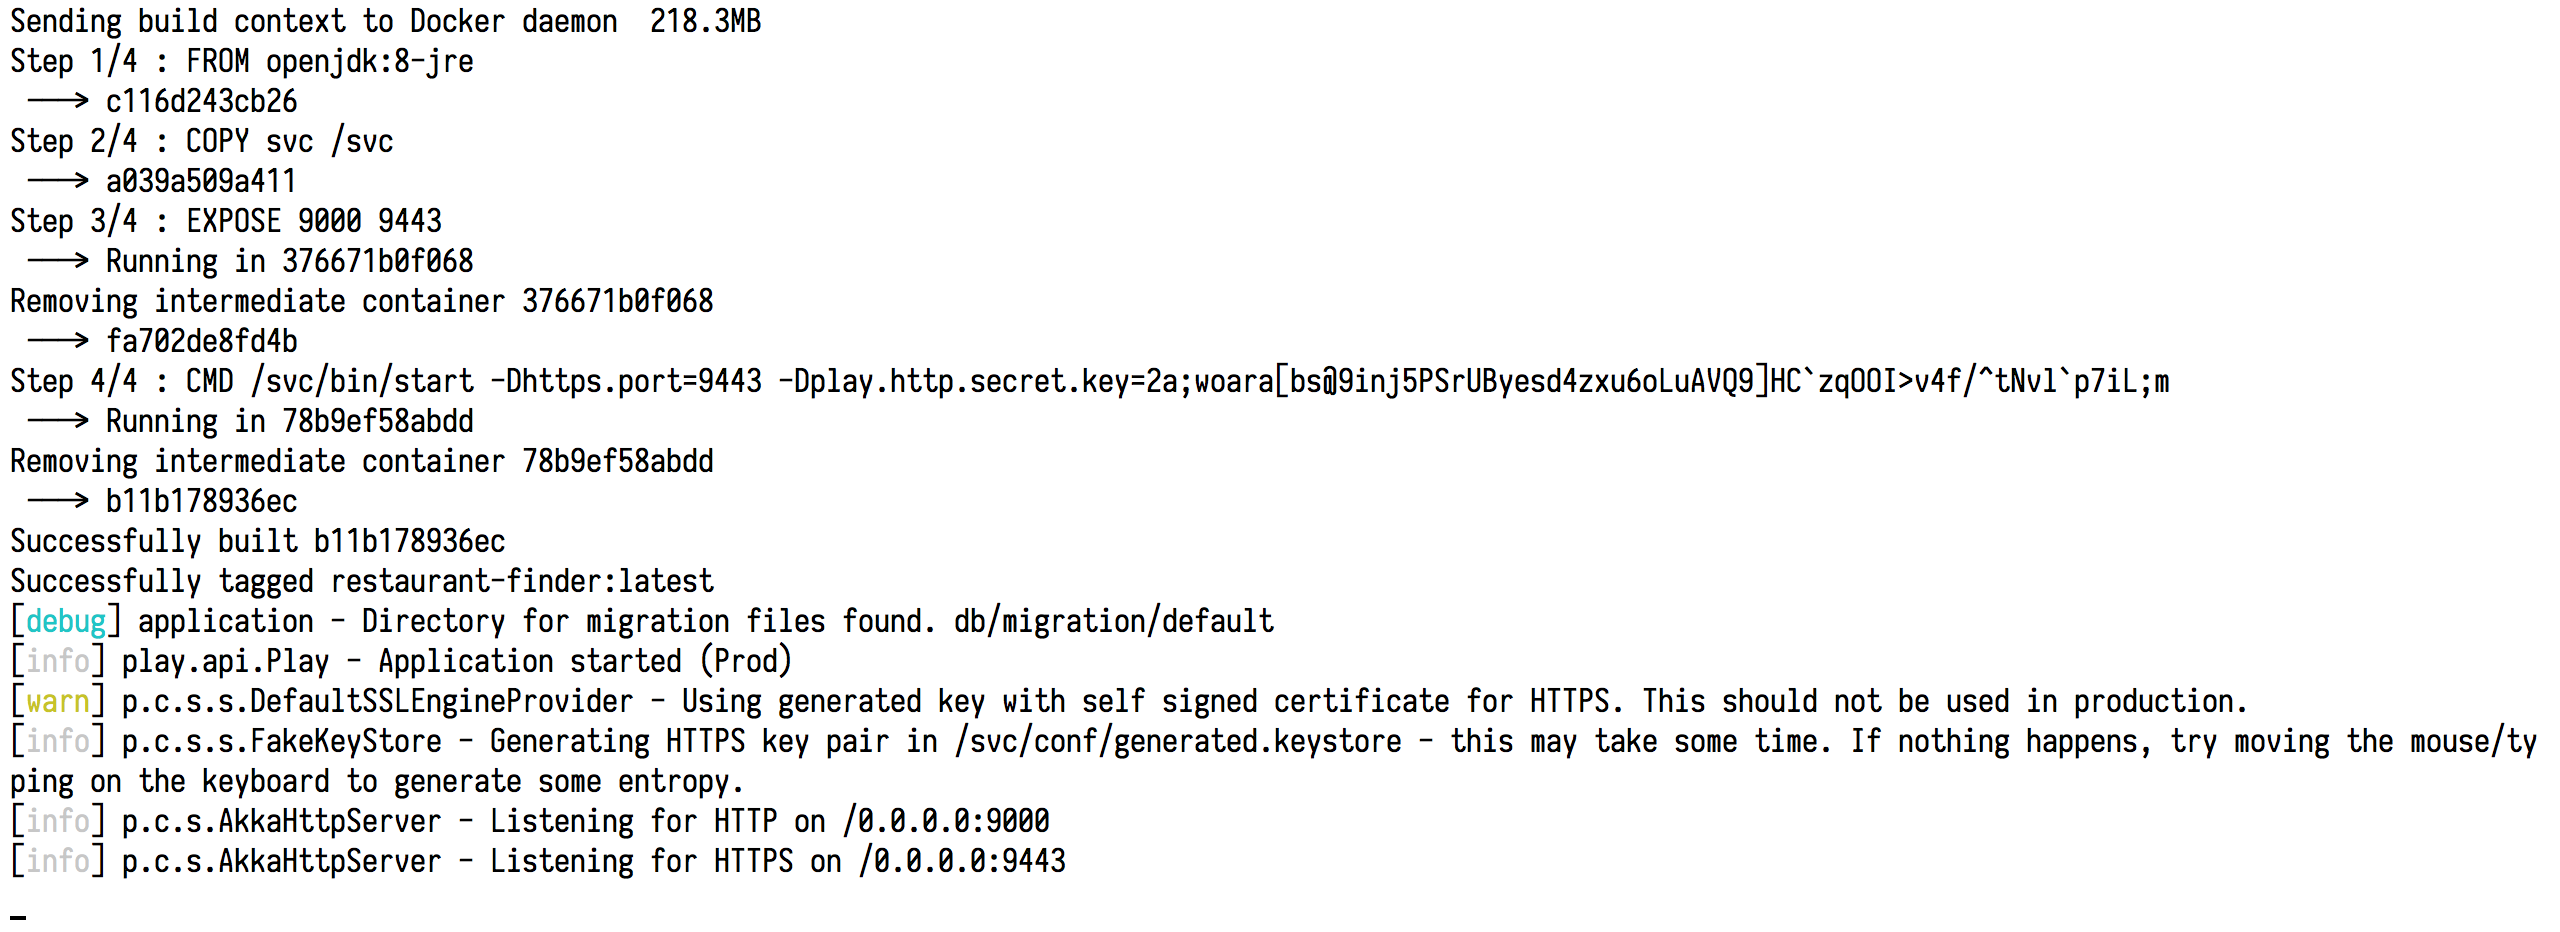 Sending build context to Docker daemon  218.3MB
Step 1/4 : FROM openjdk:8-jre
 ---> c116d243cb26
Step 2/4 : COPY svc /svc
 ---> a039a509a411
Step 3/4 : EXPOSE 9000 9443
 ---> Running in 376671b0f068
Removing intermediate container 376671b0f068
 ---> fa702de8fd4b
Step 4/4 : CMD /svc/bin/start -Dhttps.port=9443 -Dplay.http.secret.key=2a;woara[bs@9inj5PSrUByesd4zxu6oLuAVQ9]HC`zqOOI>v4f/^tNvl`p7iL;m
 ---> Running in 78b9ef58abdd
Removing intermediate container 78b9ef58abdd
 ---> b11b178936ec
Successfully built b11b178936ec
Successfully tagged restaurant-finder:latest
[debug] application - Directory for migration files found. db/migration/default
[info] play.api.Play - Application started (Prod)
[warn] p.c.s.s.DefaultSSLEngineProvider - Using generated key with self signed certificate for HTTPS. This should not be used in production.
[info] p.c.s.s.FakeKeyStore - Generating HTTPS key pair in /svc/conf/generated.keystore - this may take some time. If nothing happens, try moving the mouse/ty
ping on the keyboard to generate some entropy.
[info] p.c.s.AkkaHttpServer - Listening for HTTP on /0.0.0.0:9000
[info] p.c.s.AkkaHttpServer - Listening for HTTPS on /0.0.0.0:9443